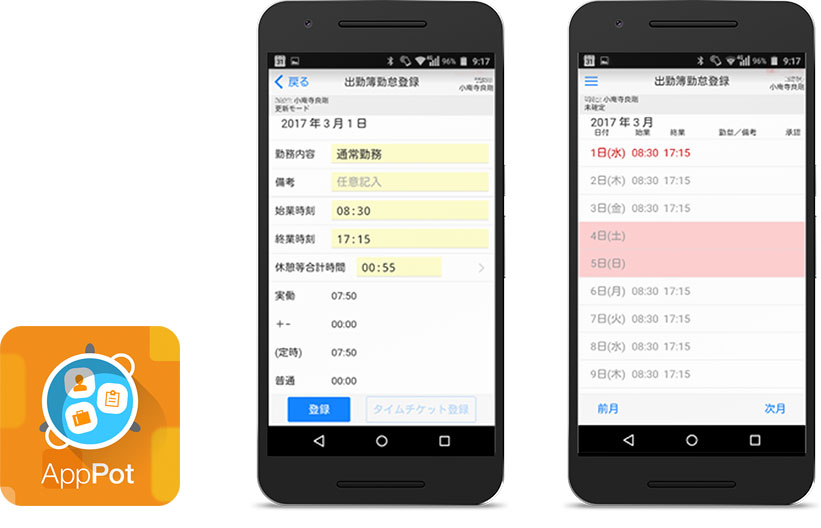 AppPot
31 96% 9:17
戻る 出勤簿勤怠登録
小南寺良剛
小南寺良剛
更新モード
2017 年 3 月 1 日
勤務内容 通常勤務
備考 任意記入
始業時刻 08:30
終業時刻 17:15
休憩等合計時間 00:55
実働 07:50
+- 00:00
(定時) 07:50
普通 00:00
登録 タイムチケット登録
31 96% 9:17
出勤簿勤怠登録
小南寺良剛
小南寺良剛
未確定
2017 年 3 月
日付 始業 終業 勤怠/備考 承認
1日(水) 08:30 17:15
2日(木) 08:30 17:15
3日(金) 08:30 17:15
4日(土)
5日(日)
6日(月) 08:30 17:15
7日(火) 08:30 17:15
8日(水) 08:30 17:15
9日(木) 08:30 17:15
前月 次月